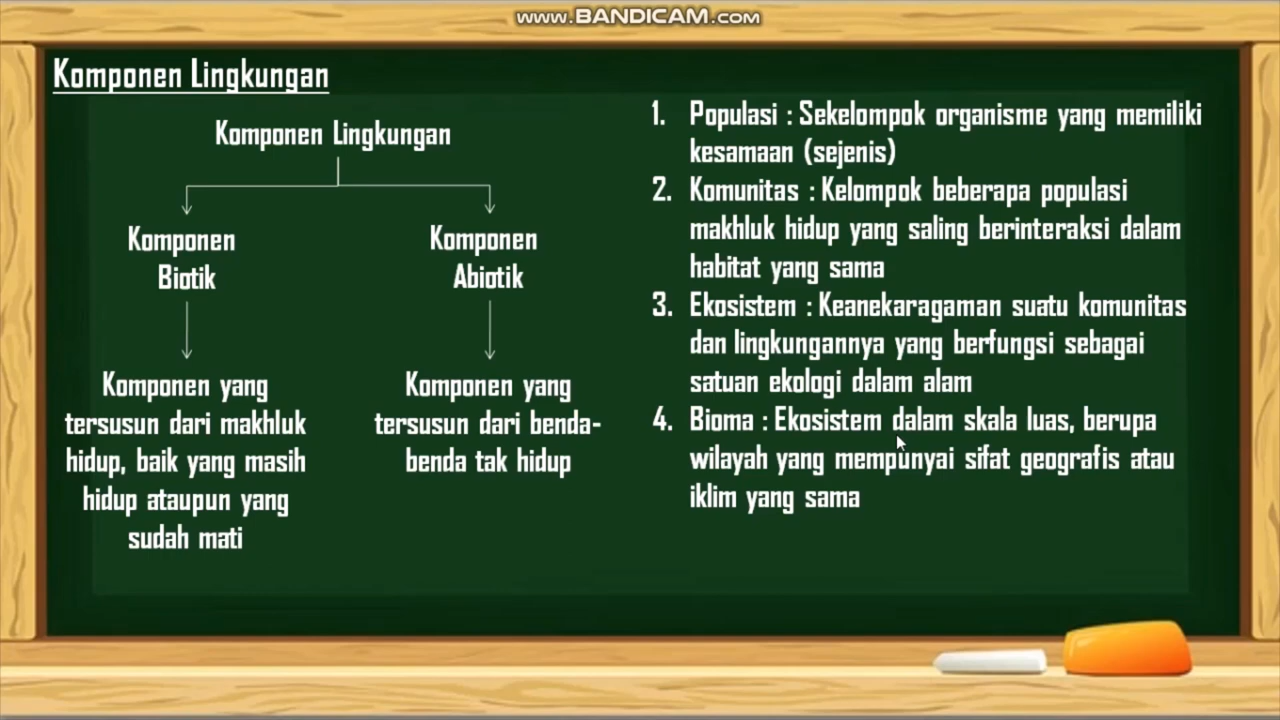 www.BANDICAM.com
Komponen Lingkungan
Komponen Lingkungan
Komponen
Biotik
Komponen
Abiotik
Komponen yang
tersusun dari makhluk
hidup, baik yang masih
hidup ataupun yang
sudah mati
Komponen yang
tersusun dari benda-
benda tak hidup
1. Populasi : Sekelompok organisme yang memiliki
kesamaan (sejenis)
2. Komunitas : Kelompok beberapa populasi
makhluk hidup yang saling berinteraksi dalam
habitat yang sama
3. Ekosistem : Keanekaragaman suatu komunitas
dan lingkungannya yang berfungsi sebagai
satuan ekologi dalam alam
4. Bioma : Ekosistem dalam skala luas, berupa
wilayah yang mempunyai sifat geografis atau
iklim yang sama